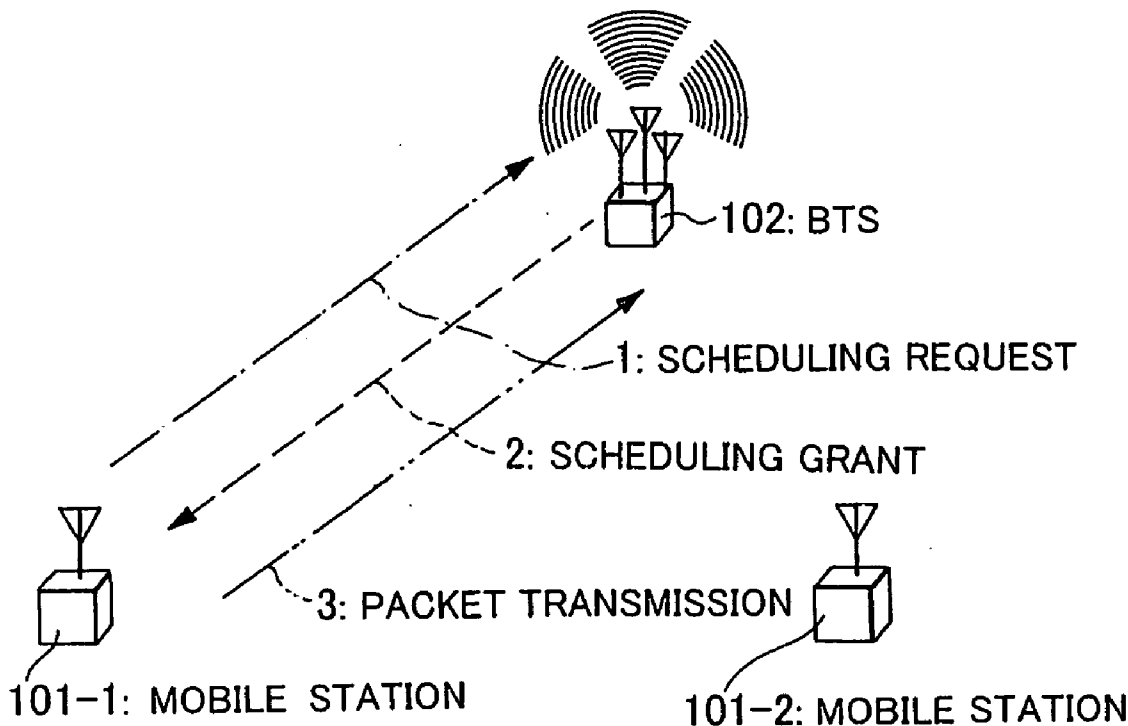 102: BTS
1: SCHEDULING REQUEST
2: SCHEDULING GRANT
3: PACKET TRANSMISSION
101-1: MOBILE STATION
101-2: MOBILE STATION